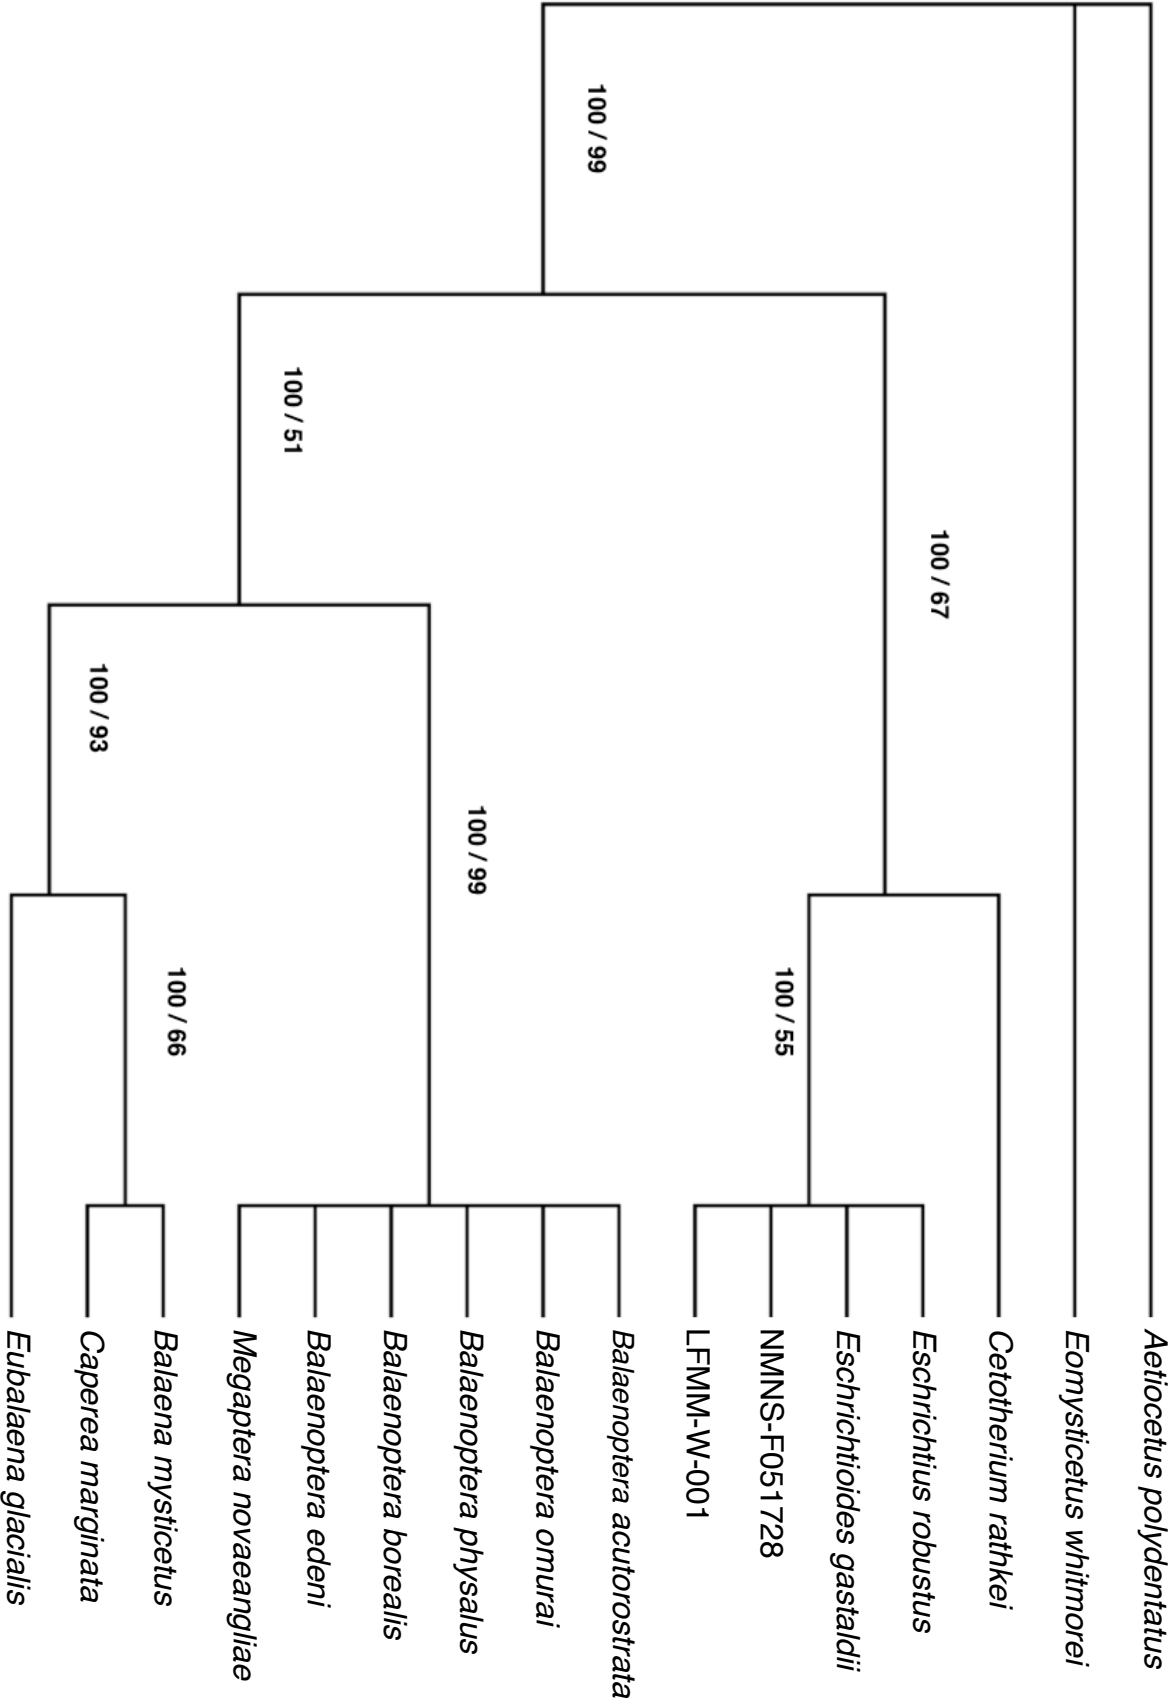 Aetiocetus polydentatus
Eomysticetus whitmorei
Cetotherium rathkei
Eschrichtius robustus
Eschrichtioides gastaldii
NMNS-F051728
LFMM-W-001
Balaenoptera acutorostrata
Balaenoptera omurai
Balaenoptera physalus
Balaenoptera borealis
Balaenoptera edeni
Megaptera novaeangliae
Balaena mysticetus
Caperea marginata
Eubalaena glacialis
100 / 67
100 / 55
100 / 99
100 / 99
100 / 51
100 / 66
100 / 93